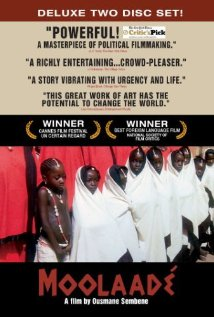 DELUXE TWO DISC SET!
"POWERFUL!
Critics' Pick
A MASTERPIECE OF POLITICAL FILMMAKING."
"A RICHLY ENTERTAINING...CROWD-PLEASER."
"A STORY VIBRATING WITH URGENCY AND LIFE."
"THIS GREAT WORK OF ART HAS THE
POTENTIAL TO CHANGE THE WORLD."
WINNER
CANNES FILM FESTIVAL
UN CERTAIN REGARD
WINNER
BEST FOREIGN LANGUAGE FILM
NATIONAL SOCIETY OF
FILM CRITICS
MOOLAADÉ
A film by Ousmane Sembene